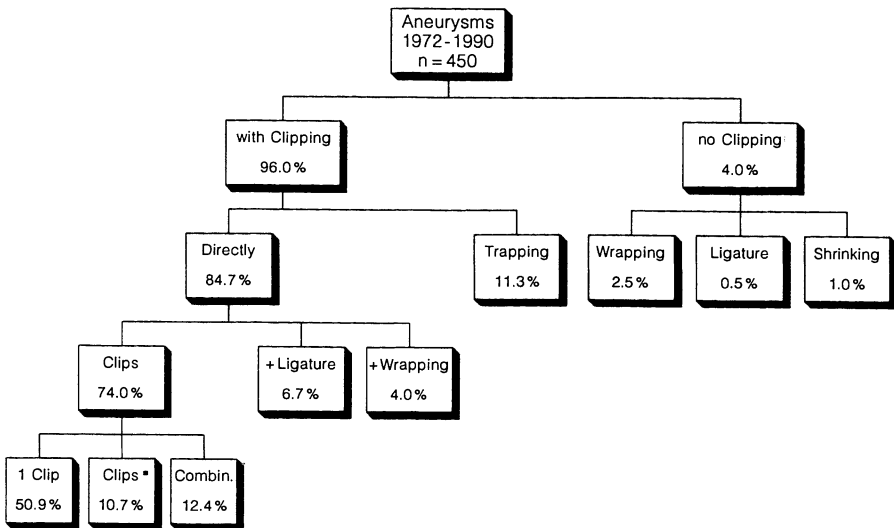 Aneurysms
1972-1990
n = 450
with Clipping
96.0%
no Clipping
4.0%
Directly
84.7%
Trapping
11.3%
Wrapping
2.5%
Ligature
0.5%
Shrinking
1.0%
Clips
74.0%
+Ligature
6.7%
+Wrapping
4.0%
1 Clip
50.9%
Clips ▪
10.7%
Combin.
12.4%